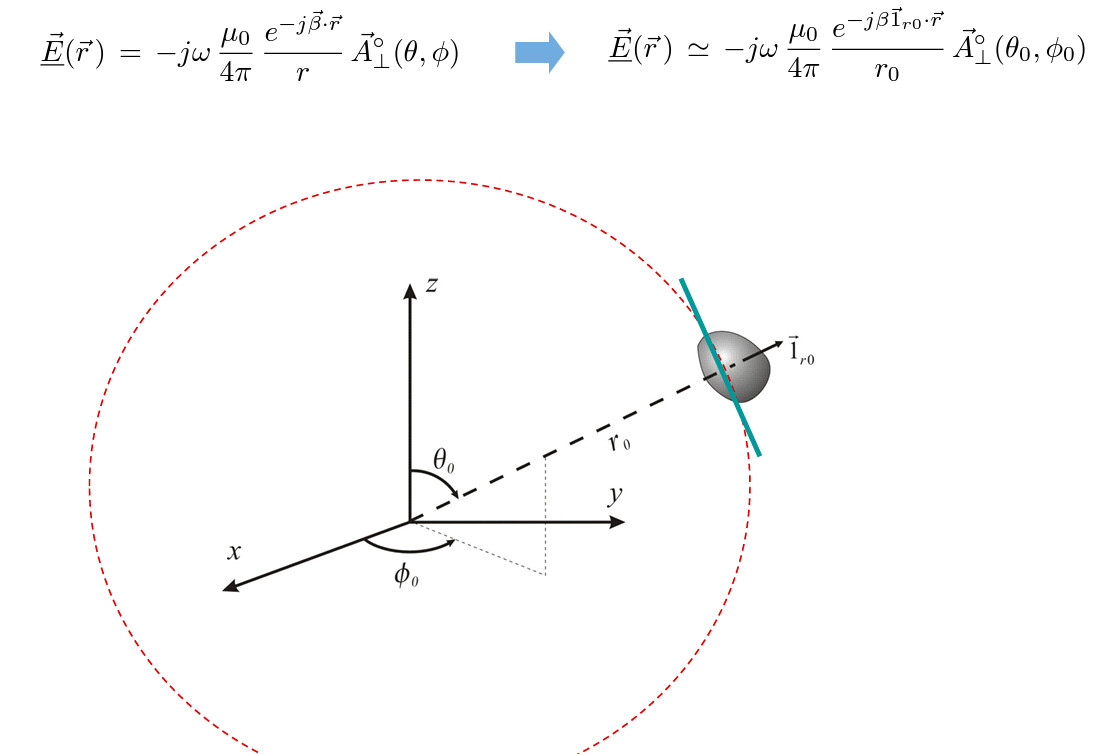 $\underline{\vec{E}}(\vec{r}) = -j\omega \frac{\mu_0}{4\pi} \frac{e^{-j\vec{\beta}\cdot\vec{r}}}{r} \vec{A}^{\circ}_{\perp}(\theta, \phi)$ $\underline{\vec{E}}(\vec{r}) \simeq -j\omega \frac{\mu_0}{4\pi} \frac{e^{-j\beta\vec{1}_{r0}\cdot\vec{r}}}{r_0} \vec{A}^{\circ}_{\perp}(\theta_0, \phi_0)$
z
$\vec{1}_{r0}$
$r_0$
$\theta_0$
y
x
$\phi_0$